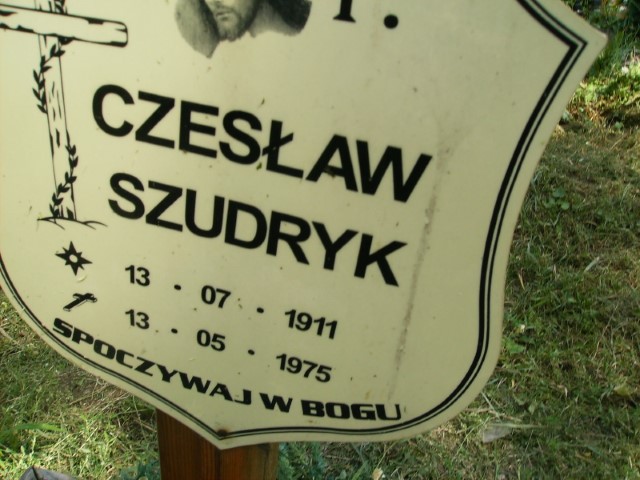 CZESŁAW
SZUDRYK
13 · 07 · 1911
13 · 05 · 1975
SPOCZYWAJ W BOGU